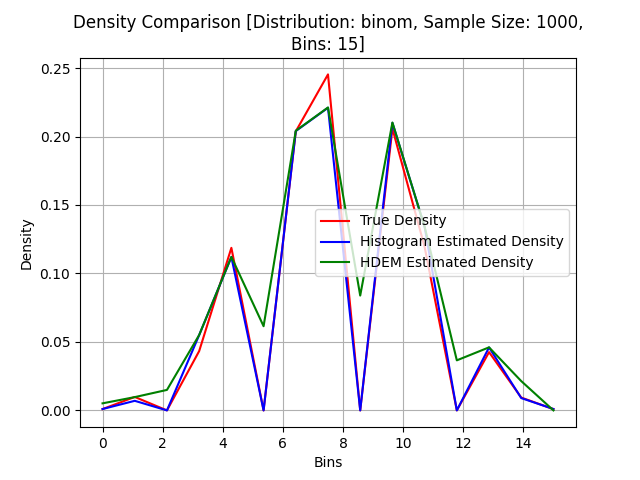 Density Comparison [Distribution: binom, Sample Size: 1000,
Bins: 15]
0.25
0.20
0.15
0.10
0.05
0.00
Density
True Density
Histogram Estimated Density
HDEM Estimated Density
0 2 4 6 8 10 12 14
Bins